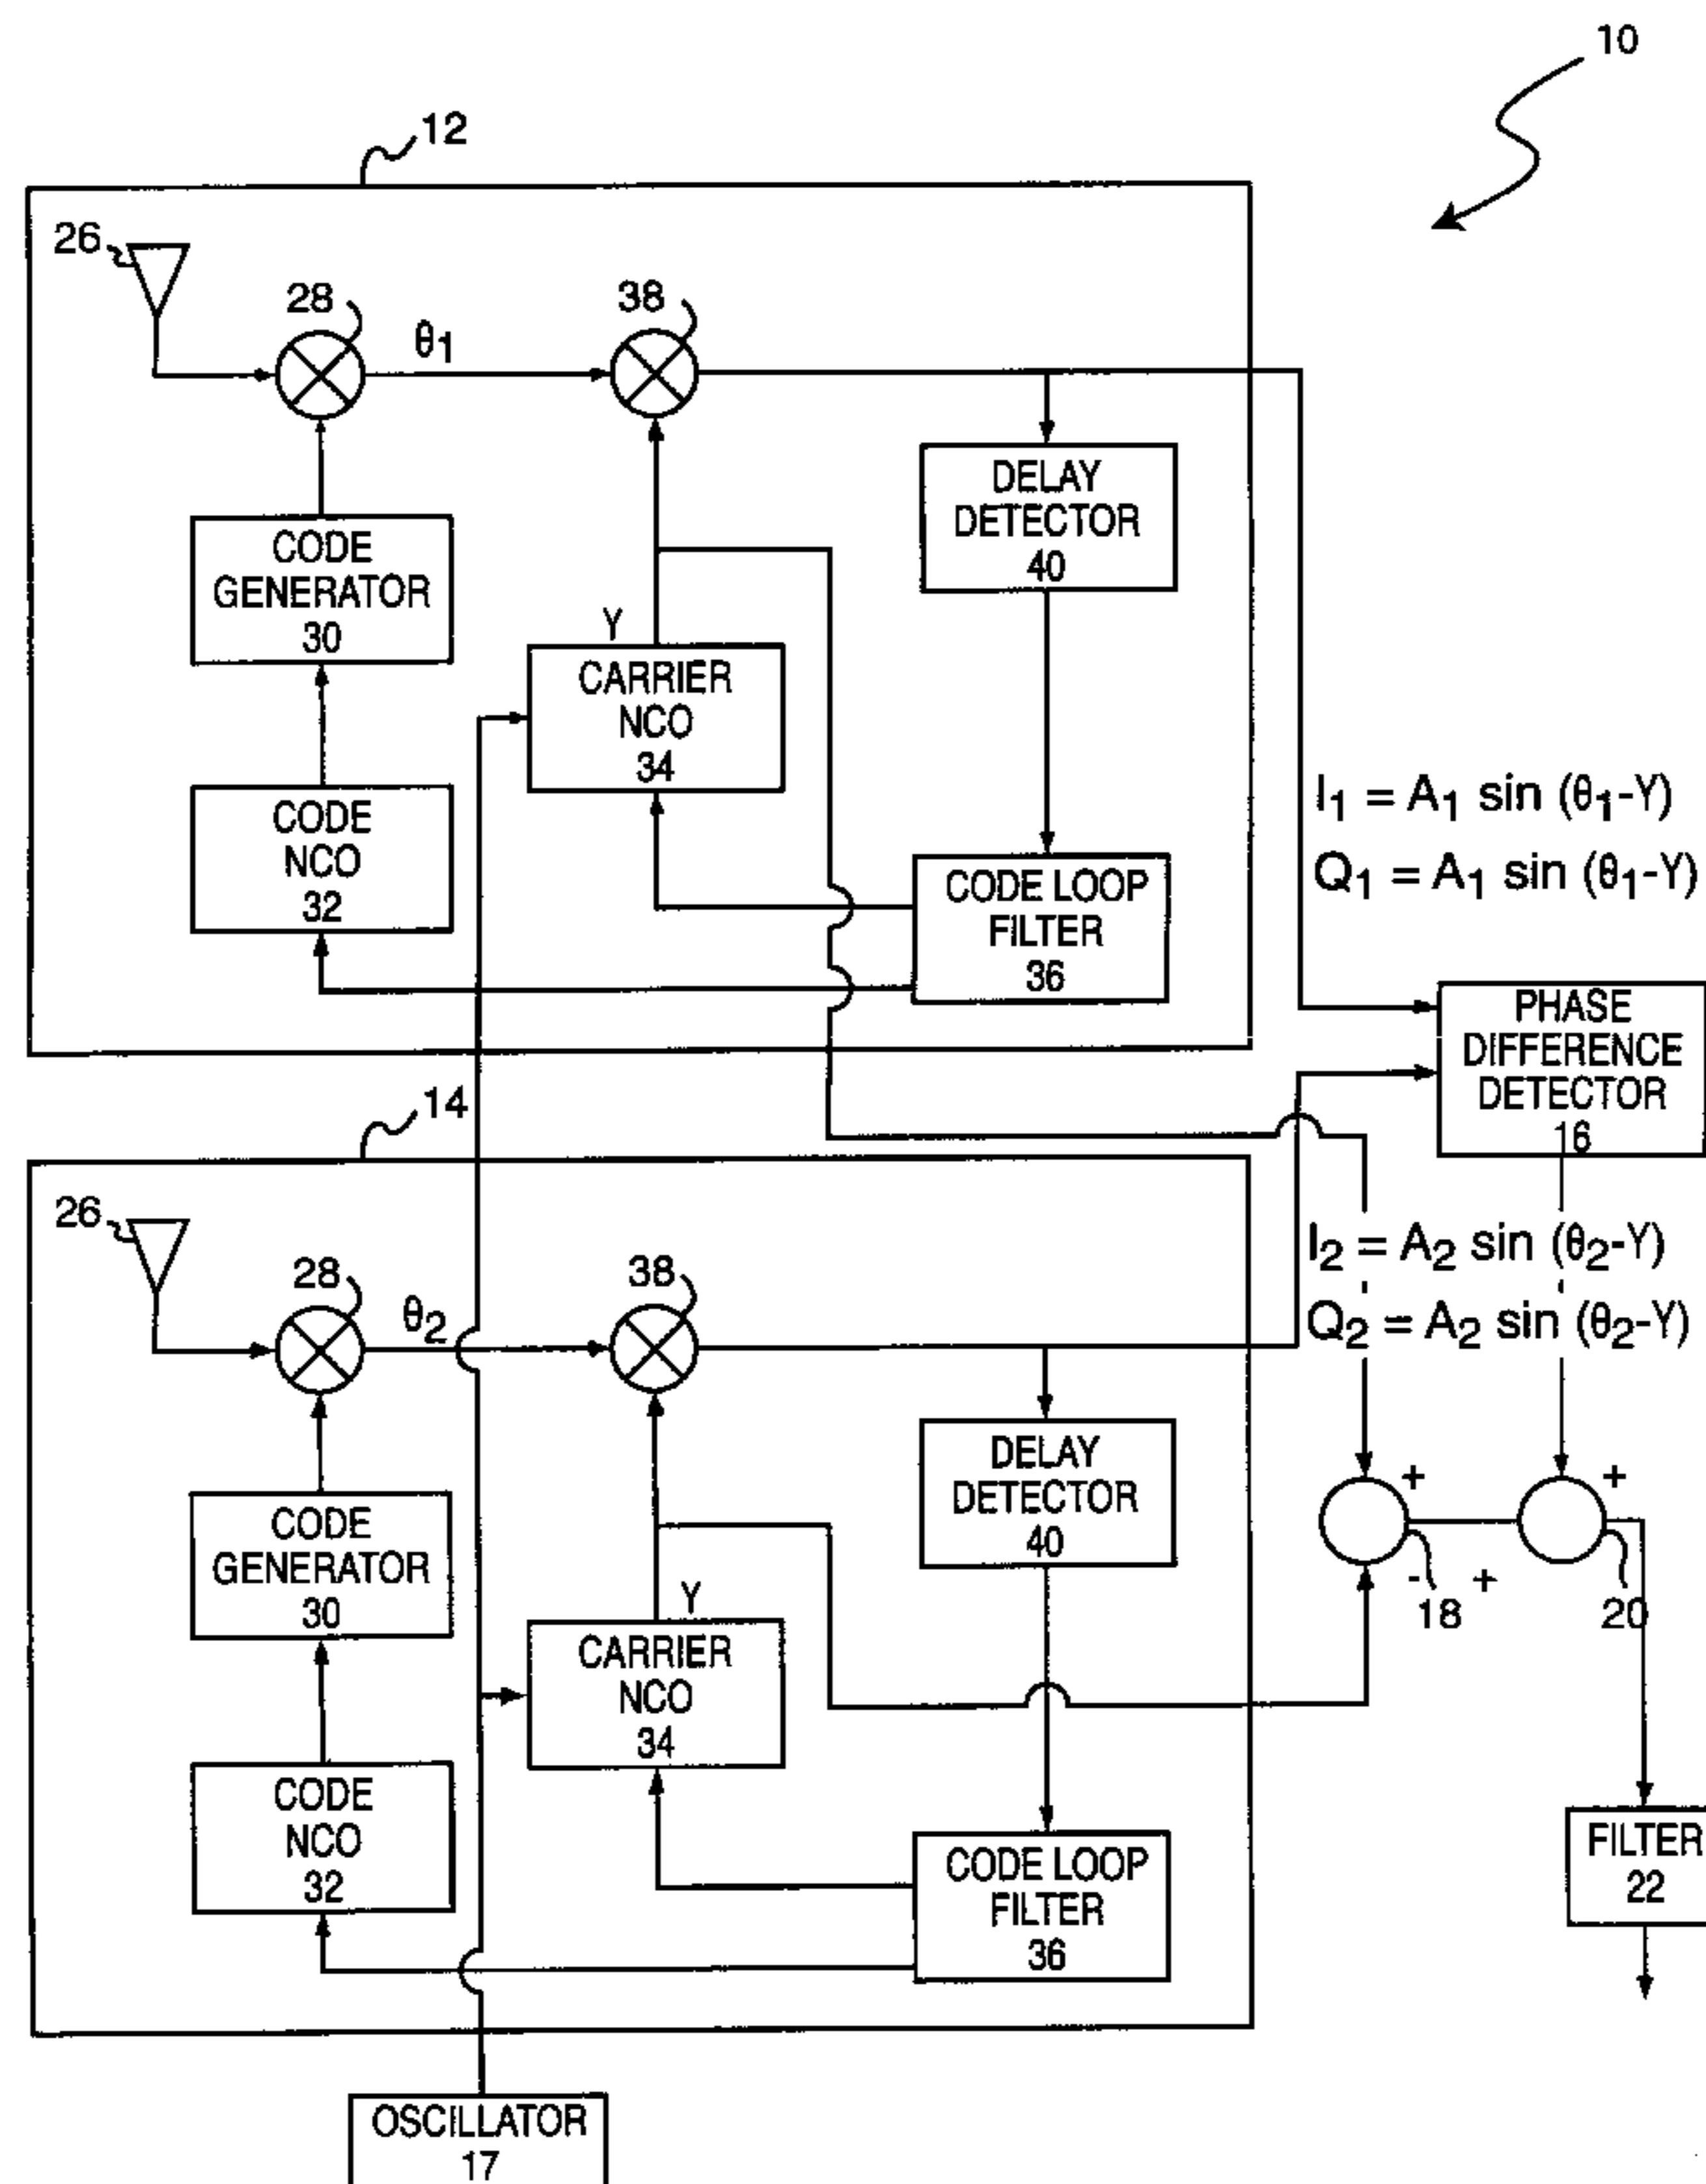 10
12
26
28
θ1
38
DELAY
DETECTOR
40
CODE
GENERATOR
30
Y
CARRIER
NCO
34
CODE
NCO
32
CODE LOOP
FILTER
36
I1 = A1 sin (θ1-Y)
Q1 = A1 sin (θ1-Y)
PHASE
DIFFERENCE
DETECTOR
16
14
26
28
θ2
38
I2 = A2 sin (θ2-Y)
Q2 = A2 sin (θ2-Y)
DELAY
DETECTOR
40
CODE
GENERATOR
30
Y
CARRIER
NCO
34
+
+
- 
18
+
20
CODE
NCO
32
CODE LOOP
FILTER
36
FILTER
22
OSCILLATOR
17